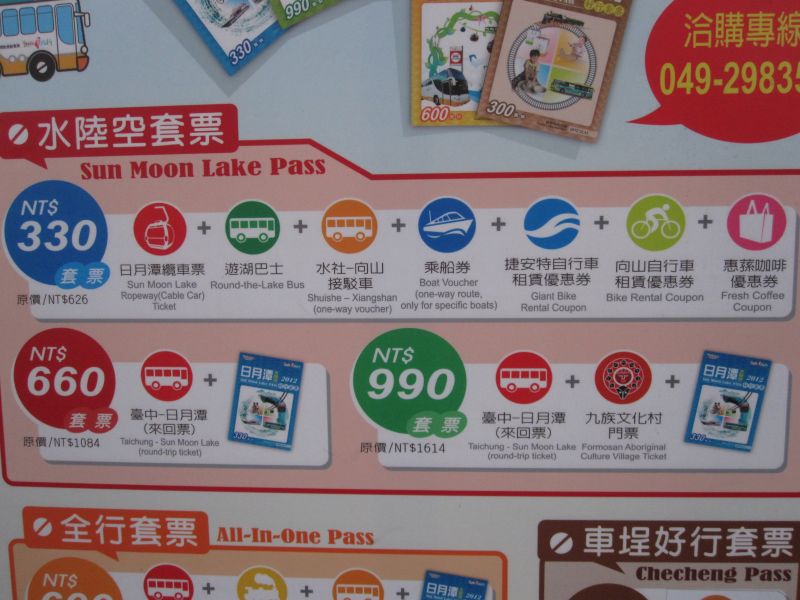 330
990
600
300
洽購專線
049-29835
水陸空套票
Sun Moon Lake Pass
NT$
330
套票
原價/NT$626
日月潭纜車票
Sun Moon Lake
Ropeway(Cable Car)
Ticket
+
遊湖巴士
Round-the-Lake Bus
+
水社-向山
接駁車
Shuishe – Xiangshan
(one-way voucher)
+
乘船券
Boat Voucher
(one-way route,
only for specific boats)
+
捷安特自行車
租賃優惠券
Giant Bike
Rental Coupon
+
向山自行車
租賃優惠券
Bike Rental Coupon
+
惠蓀咖啡
優惠券
Fresh Coffee
Coupon
NT$
660
套票
原價/NT$1084
臺中-日月潭
(來回票)
Taichung - Sun Moon Lake
(round-trip ticket)
+
日月潭
2012
330
NT$
990
套票
原價/NT$1614
臺中-日月潭
(來回票)
Taichung - Sun Moon Lake
(round-trip ticket)
+
九族文化村
門票
Formosan Aboriginal
Culture Village Ticket
+
日月潭
2012
330
全行套票
All-In-One Pass
NT$
+
+
+
日月潭
2012
車埕好行套票
Checheng Pass